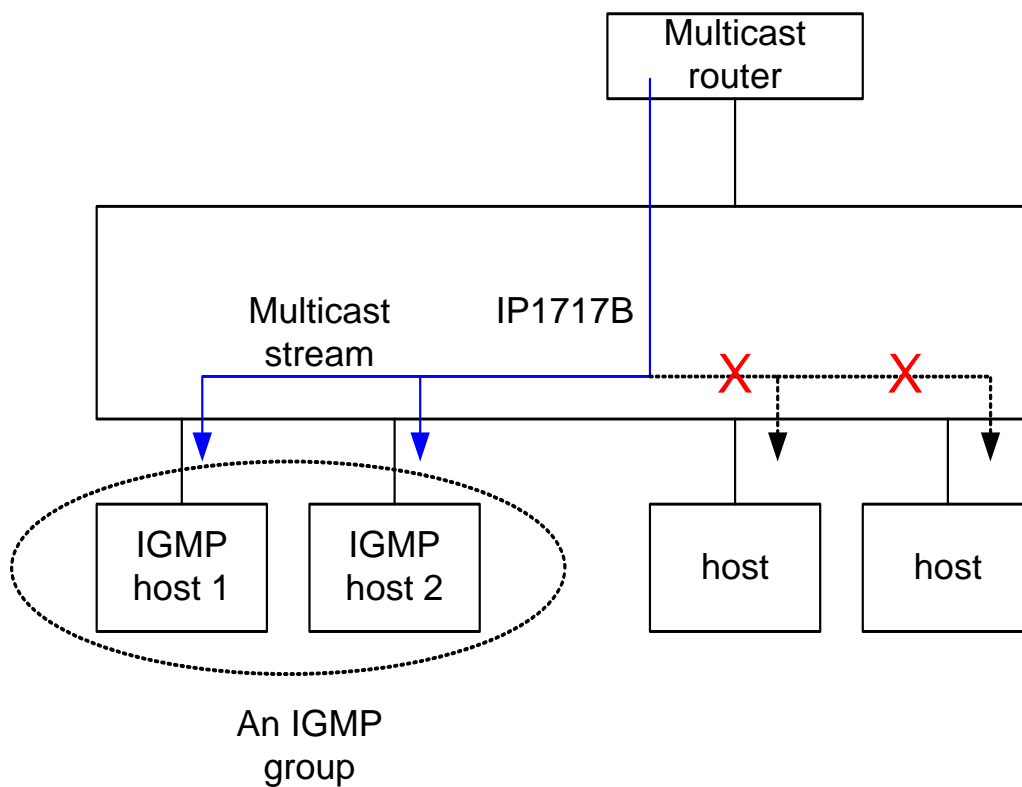 Multicast
router
IP1717B
Multicast
stream
IGMP
host 1
IGMP
host 2
host
host
An IGMP
group